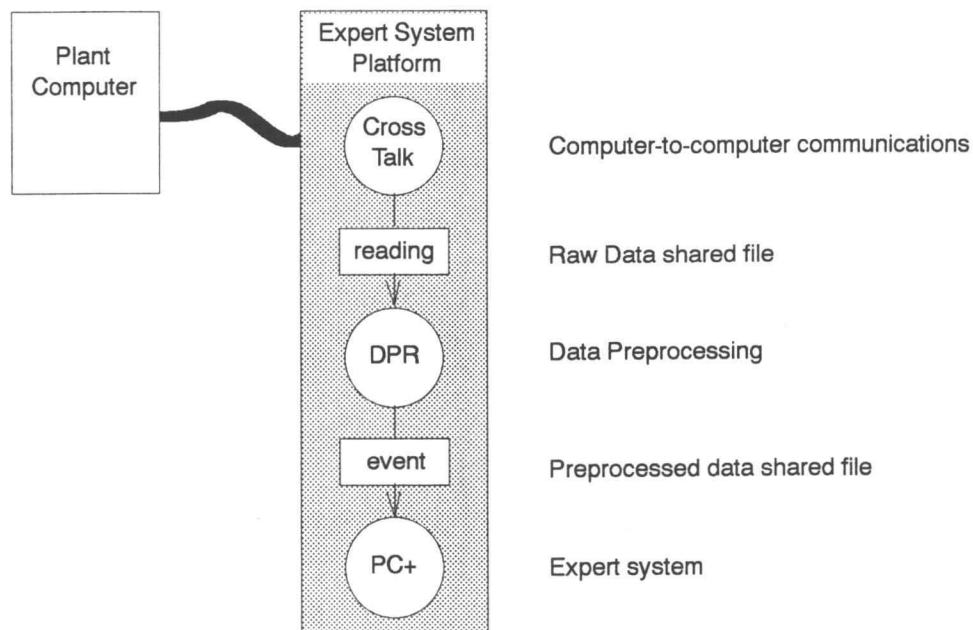 Plant
Computer
Expert System
Platform
Cross
Talk
Computer-to-computer communications
reading
Raw Data shared file
DPR
Data Preprocessing
event
Preprocessed data shared file
PC+
Expert system